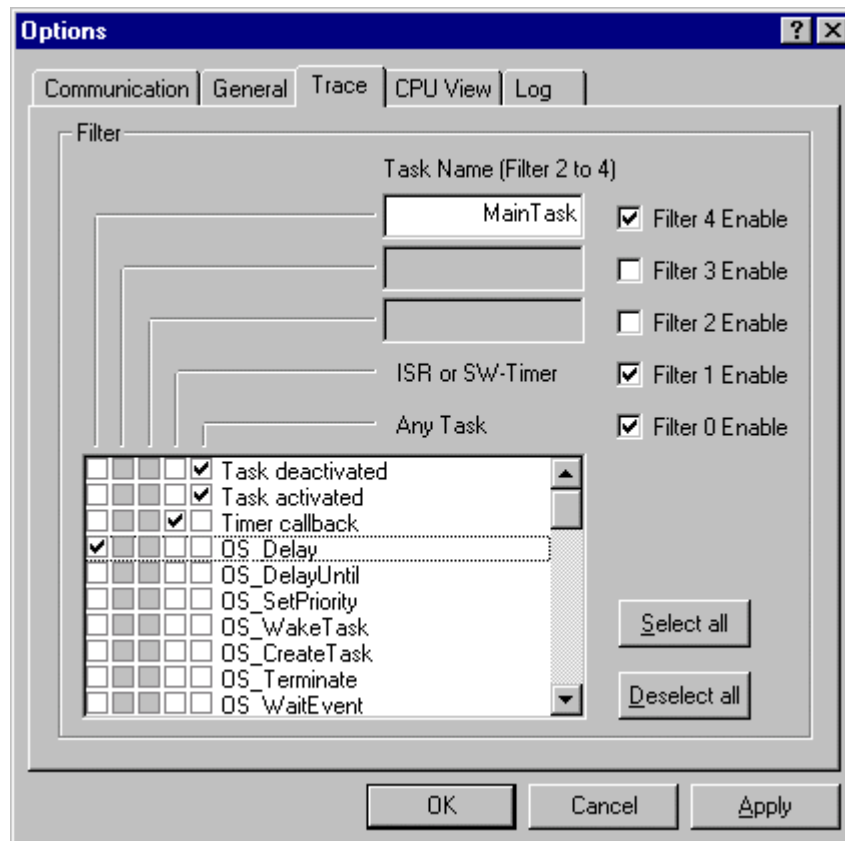 Options
Communication General Trace CPU View Log
Filter
Task Name (Filter 2 to 4)
MainTask Filter 4 Enable
Filter 3 Enable
Filter 2 Enable
ISR or SW-Timer Filter 1 Enable
Any Task Filter 0 Enable
Task deactivated
Task activated
Timer callback
OS_Delay
OS_DelayUntil
OS_SetPriority
OS_WakeTask
OS_CreateTask
OS_Terminate
OS_WaitEvent
Select all
Deselect all
OK Cancel Apply